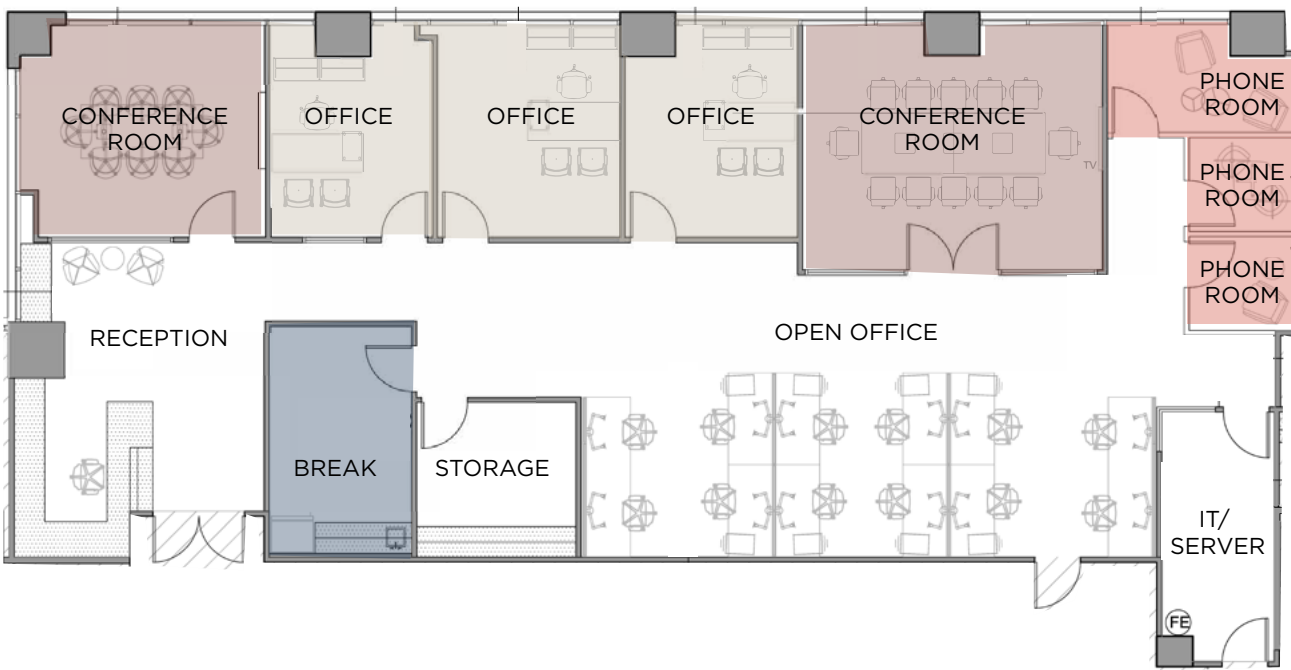 CONFERENCE
ROOM
OFFICE
OFFICE
OFFICE
CONFERENCE
ROOM
TV
PHONE
ROOM
PHONE
ROOM
PHONE
ROOM
RECEPTION
OPEN OFFICE
BREAK
STORAGE
IT/
SERVER
FE